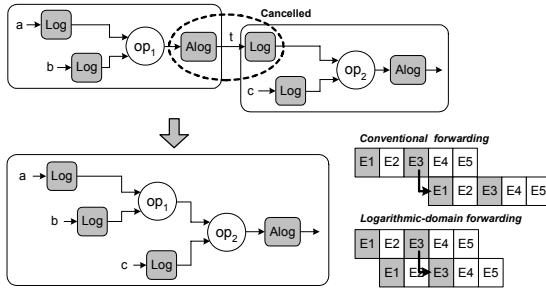 Cancelled
a
Log
b
Log
op1
Alog
t
Log
c
Log
op2
Alog
a
Log
b
Log
op1
c
Log
op2
Alog
Conventional forwarding
E1 E2 E3 E4 E5
E1 E2 E3 E4 E5
Logarithmic-domain forwarding
E1 E2 E3 E4 E5
E1 E2 E3 E4 E5